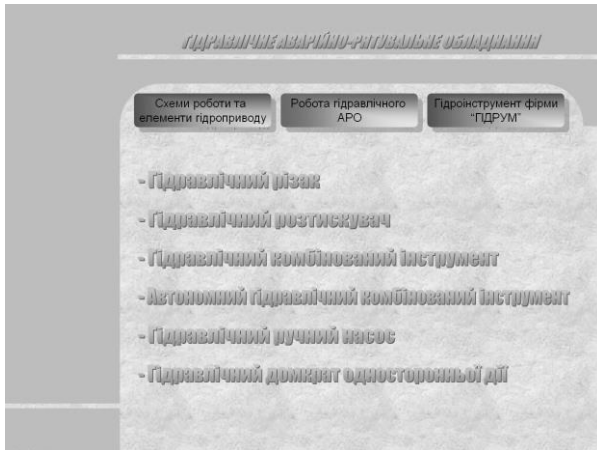 ГІДРАВЛІЧНЕ АВАРІЙНО-РЯТУВАЛЬНЕ ОБЛАДНАННЯ
Схеми роботи та
елементи гідроприводу
Робота гідравлічного
АРО
Гідроінструмент фірми
“ГІДРУМ”
- Гідравлічний різак
- Гідравлічний розтискувач
- Гідравлічний комбінований інструмент
- Автономний гідравлічний комбінований інструмент
- Гідравлічний ручний насос
- Гідравлічний домкрат односторонньої дії